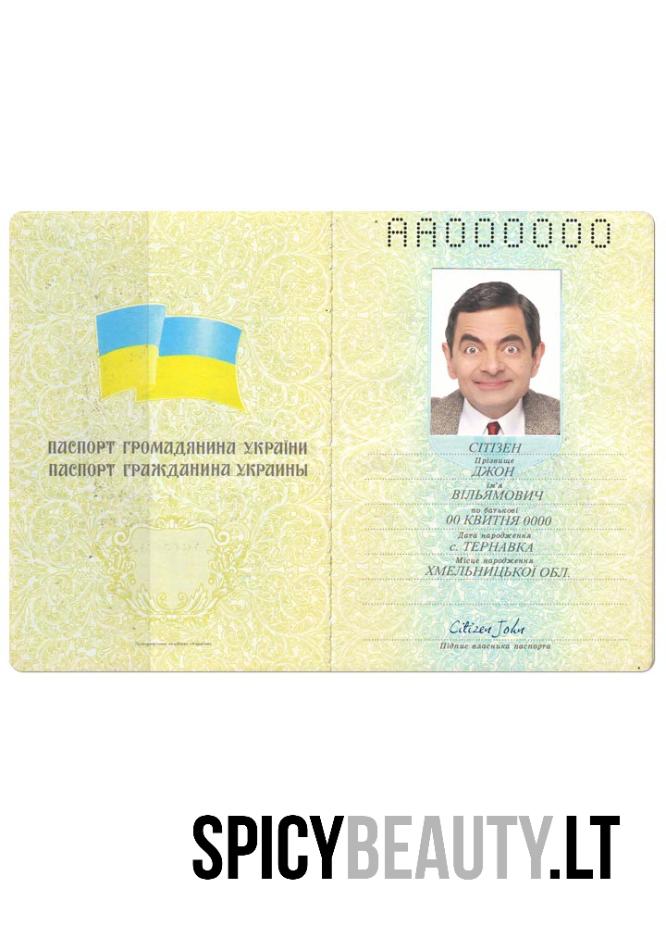 AA000000
ПАСПОРТ ГРОМАДЯНИНА УКРАЇНИ
ПАСПОРТ ГРАЖДАНИНА УКРАИНЫ
СІТІЗЕН
Прізвище
ДЖОН
ім'я
ВІЛЬЯМОВИЧ
по батькові
00 КВИТНЯ 0000
Дата народження
с. ТЕРНАВКА
Місце народження
ХМЕЛЬНИЦЬКОЇ ОБЛ.
Citizen John
Підпис власника паспорта
SPICYBEAUTY.LT